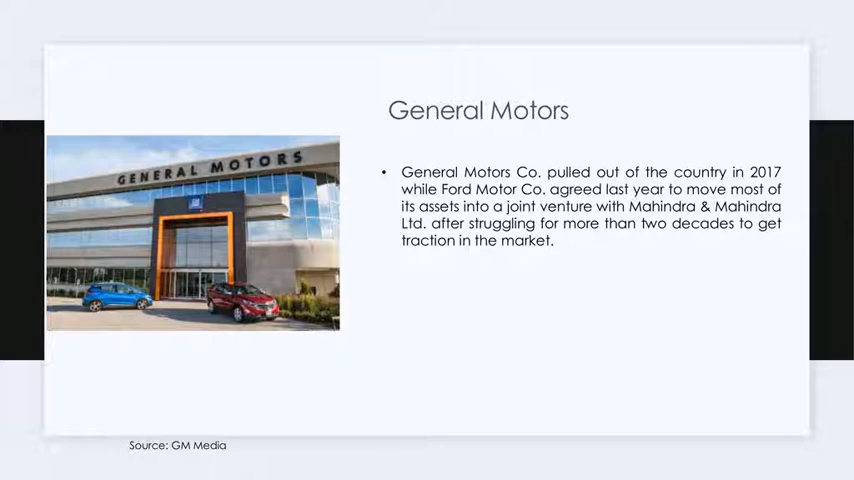 General Motors
GENERAL MOTORS
• General Motors Co. pulled out of the country in 2017
while Ford Motor Co. agreed last year to move most of
its assets into a joint venture with Mahindra & Mahindra
Ltd. after struggling for more than two decades to get
traction in the market.
Source: GM Media